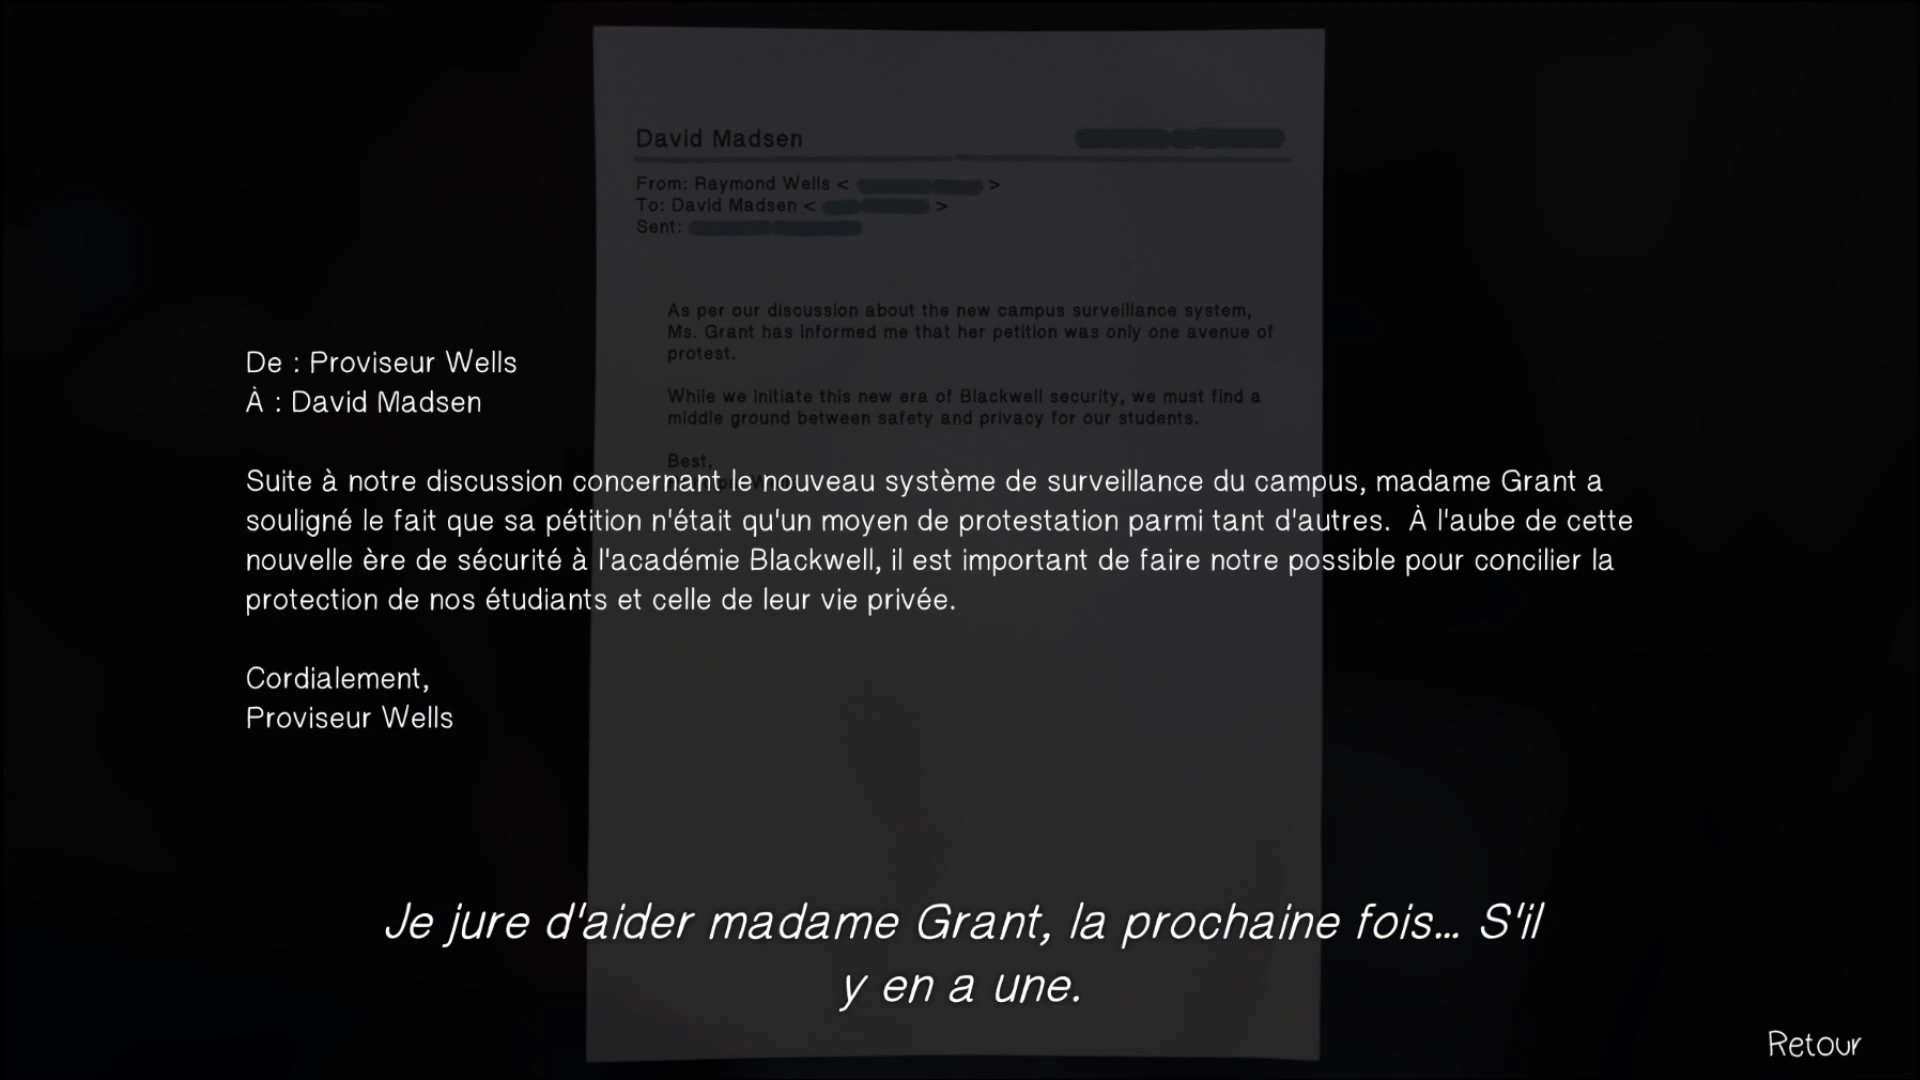 David Madsen
From: Raymond Wells < >
To: David Madsen < >
Sent:
As per our discussion about the new campus surveillance system,
Ms. Grant has informed me that her petition was only one avenue of
protest.
While we initiate this new era of Blackwell security, we must find a
middle ground between safety and privacy for our students.
Best,
De : Proviseur Wells
À : David Madsen
Suite à notre discussion concernant le nouveau système de surveillance du campus, madame Grant a
souligné le fait que sa pétition n'était qu'un moyen de protestation parmi tant d'autres.  À l'aube de cette
nouvelle ère de sécurité à l'académie Blackwell, il est important de faire notre possible pour concilier la
protection de nos étudiants et celle de leur vie privée.
Cordialement,
Proviseur Wells
Je jure d'aider madame Grant, la prochaine fois... S'il
y en a une.
Retour